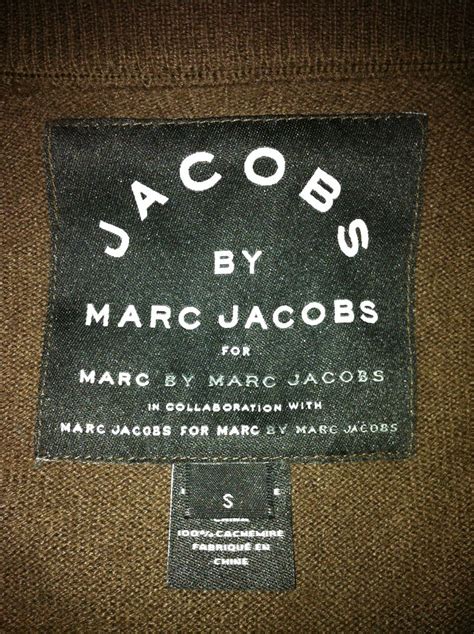 JACOBS
BY
MARC JACOBS
FOR
MARC BY MARC JACOBS
IN COLLABORATION WITH
MARC JACOBS FOR MARC BY MARC JACOBS
S
100% CACHEMIRE
FABRIQUÉ EN
CHINE